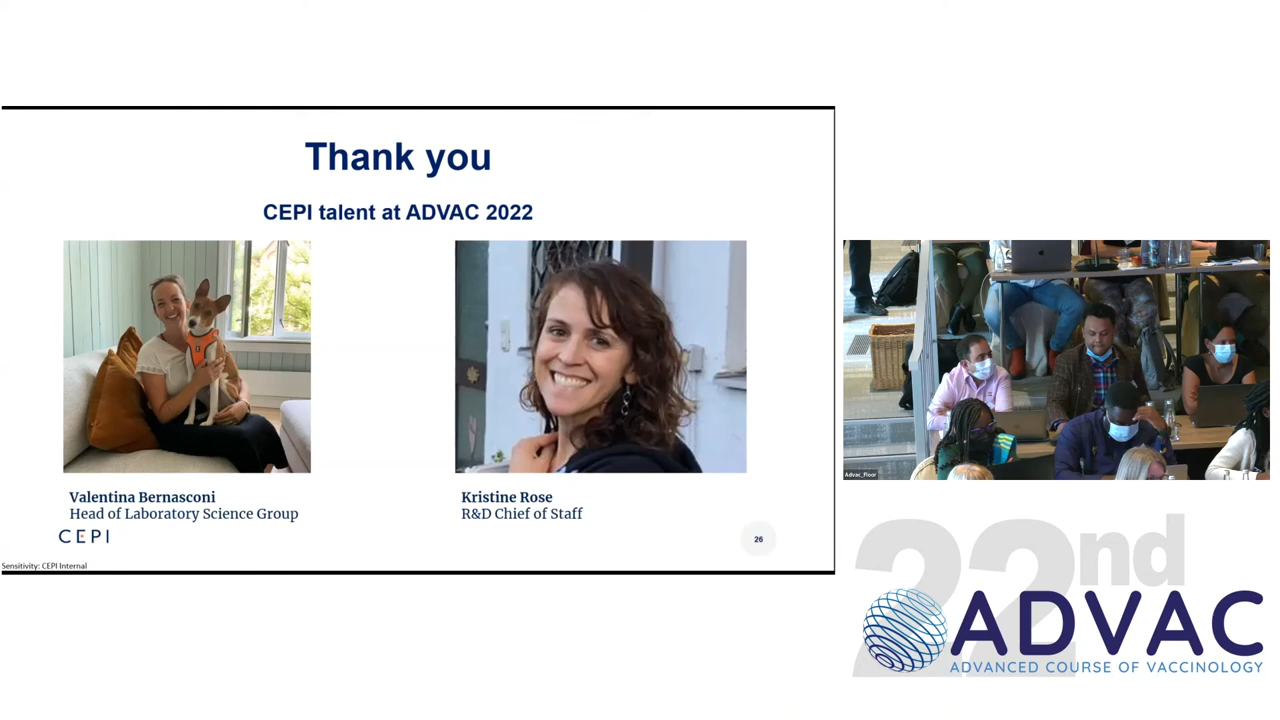 Thank you
CEPI talent at ADVAC 2022
Valentina Bernasconi
Head of Laboratory Science Group
Kristine Rose
R&D Chief of Staff
CEPI
26
Sensitivity: CEPI Internal
Advac_Floor
22nd
ADVAC
ADVANCED COURSE OF VACCINOLOGY